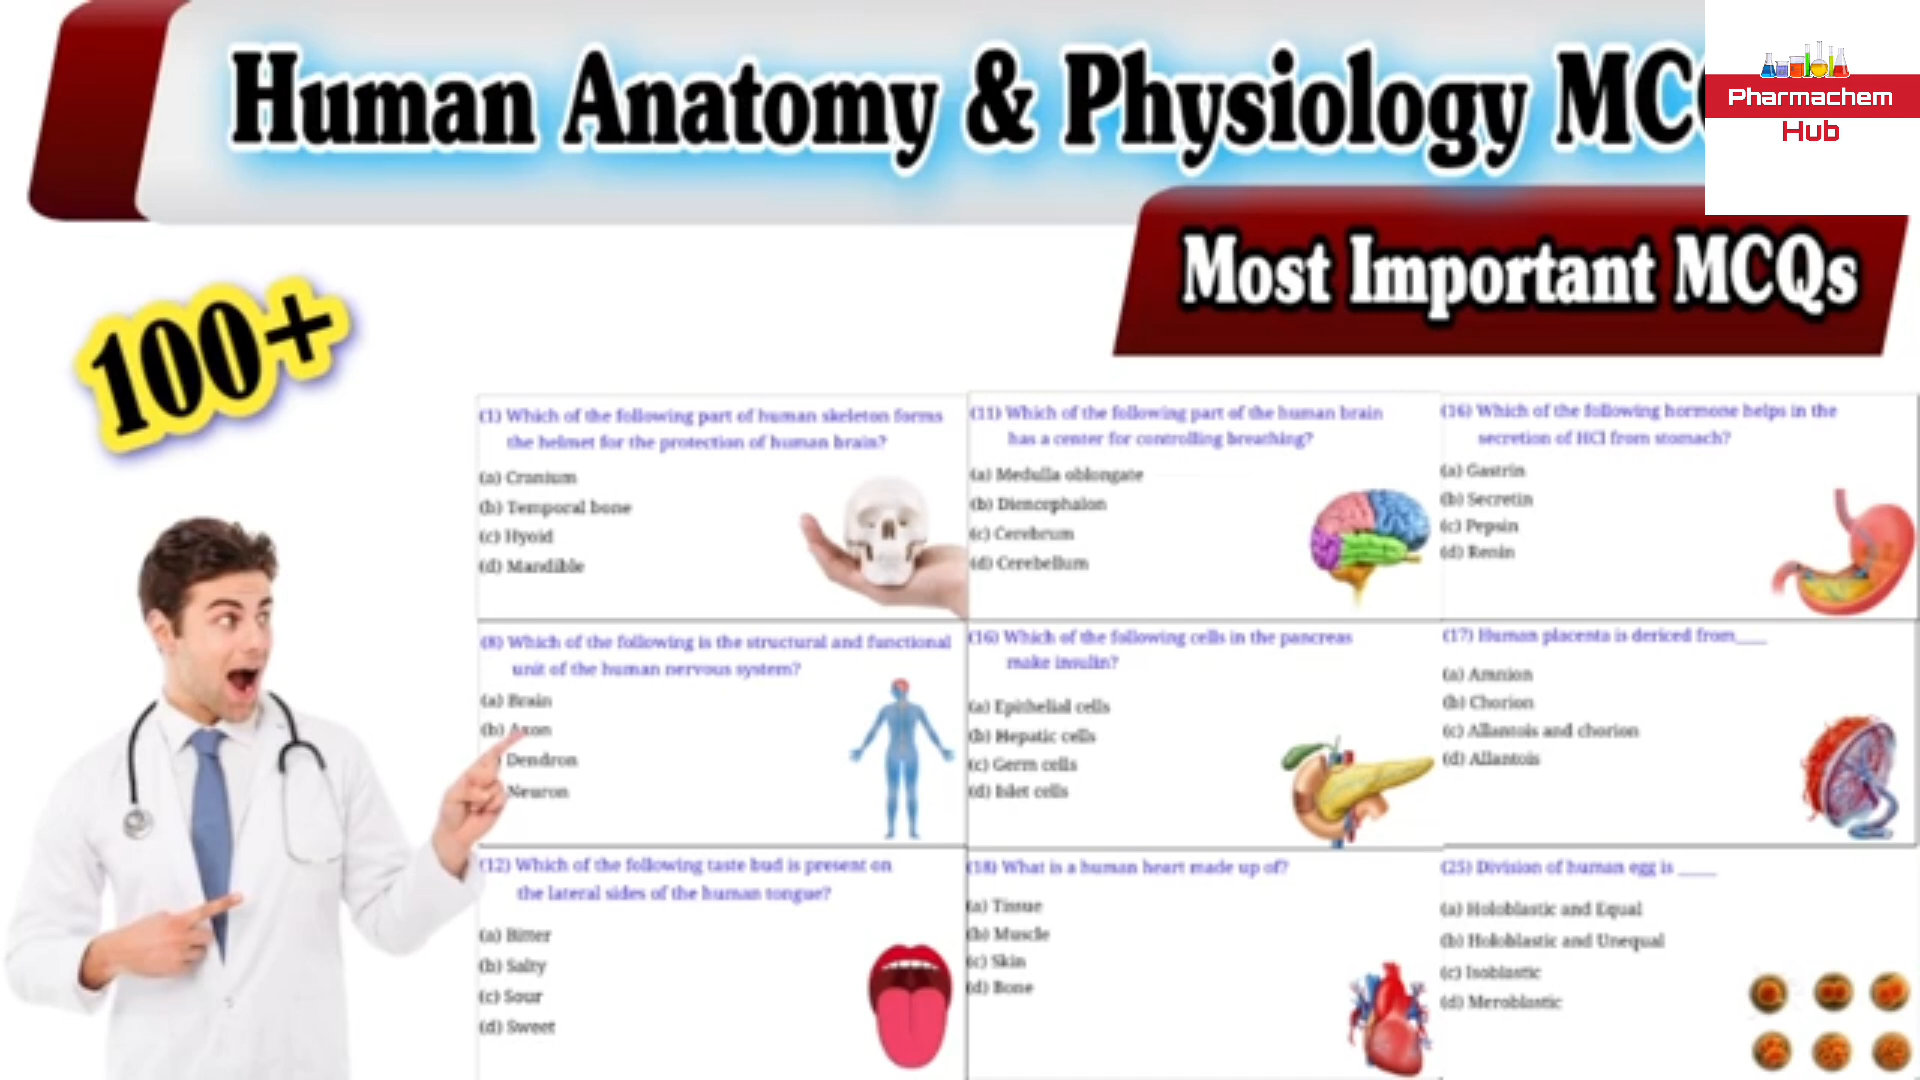 Human Anatomy & Physiology MC
Pharmachem
Hub
Most Important MCQs
100+
(1) Which of the following part of human skeleton forms
the helmet for the protection of human brain?
(a) Cranium
(b) Temporal bone
(c) Hyoid
(d) Mandible
(11) Which of the following part of the human brain
has a center for controlling breathing?
(a) Medulla oblongate
(b) Diencephalon
(c) Cerebrum
(d) Cerebellum
(16) Which of the following hormone helps in the
secretion of HCl from stomach?
(a) Gastrin
(b) Secretin
(c) Pepsin
(d) Renin
(8) Which of the following is the structural and functional
unit of the human nervous system?
(a) Brain
(b) Axon
) Dendron
Neuron
(16) Which of the following cells in the pancreas
make insulin?
(a) Epithelial cells
(b) Hepatic cells
(c) Germ cells
(d) Islet cells
(17) Human placenta is dericed from____
(a) Amnion
(b) Chorion
(c) Allantois and chorion
(d) Allantois
(12) Which of the following taste bud is present on
the lateral sides of the human tongue?
(a) Bitter
(b) Salty
(c) Sour
(d) Sweet
(18) What is a human heart made up of?
(a) Tissue
(b) Muscle
(c) Skin
(d) Bone
(25) Division of human egg is _____
(a) Holoblastic and Equal
(b) Holoblastic and Unequal
(c) Isoblastic
(d) Meroblastic